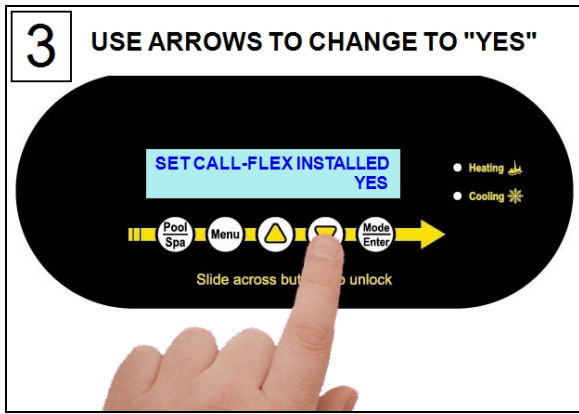 3
USE ARROWS TO CHANGE TO "YES"
SET CALL-FLEX INSTALLED
YES
Heating
Cooling
Pool
Spa
Menu
Mode
Enter
Slide across but o unlock